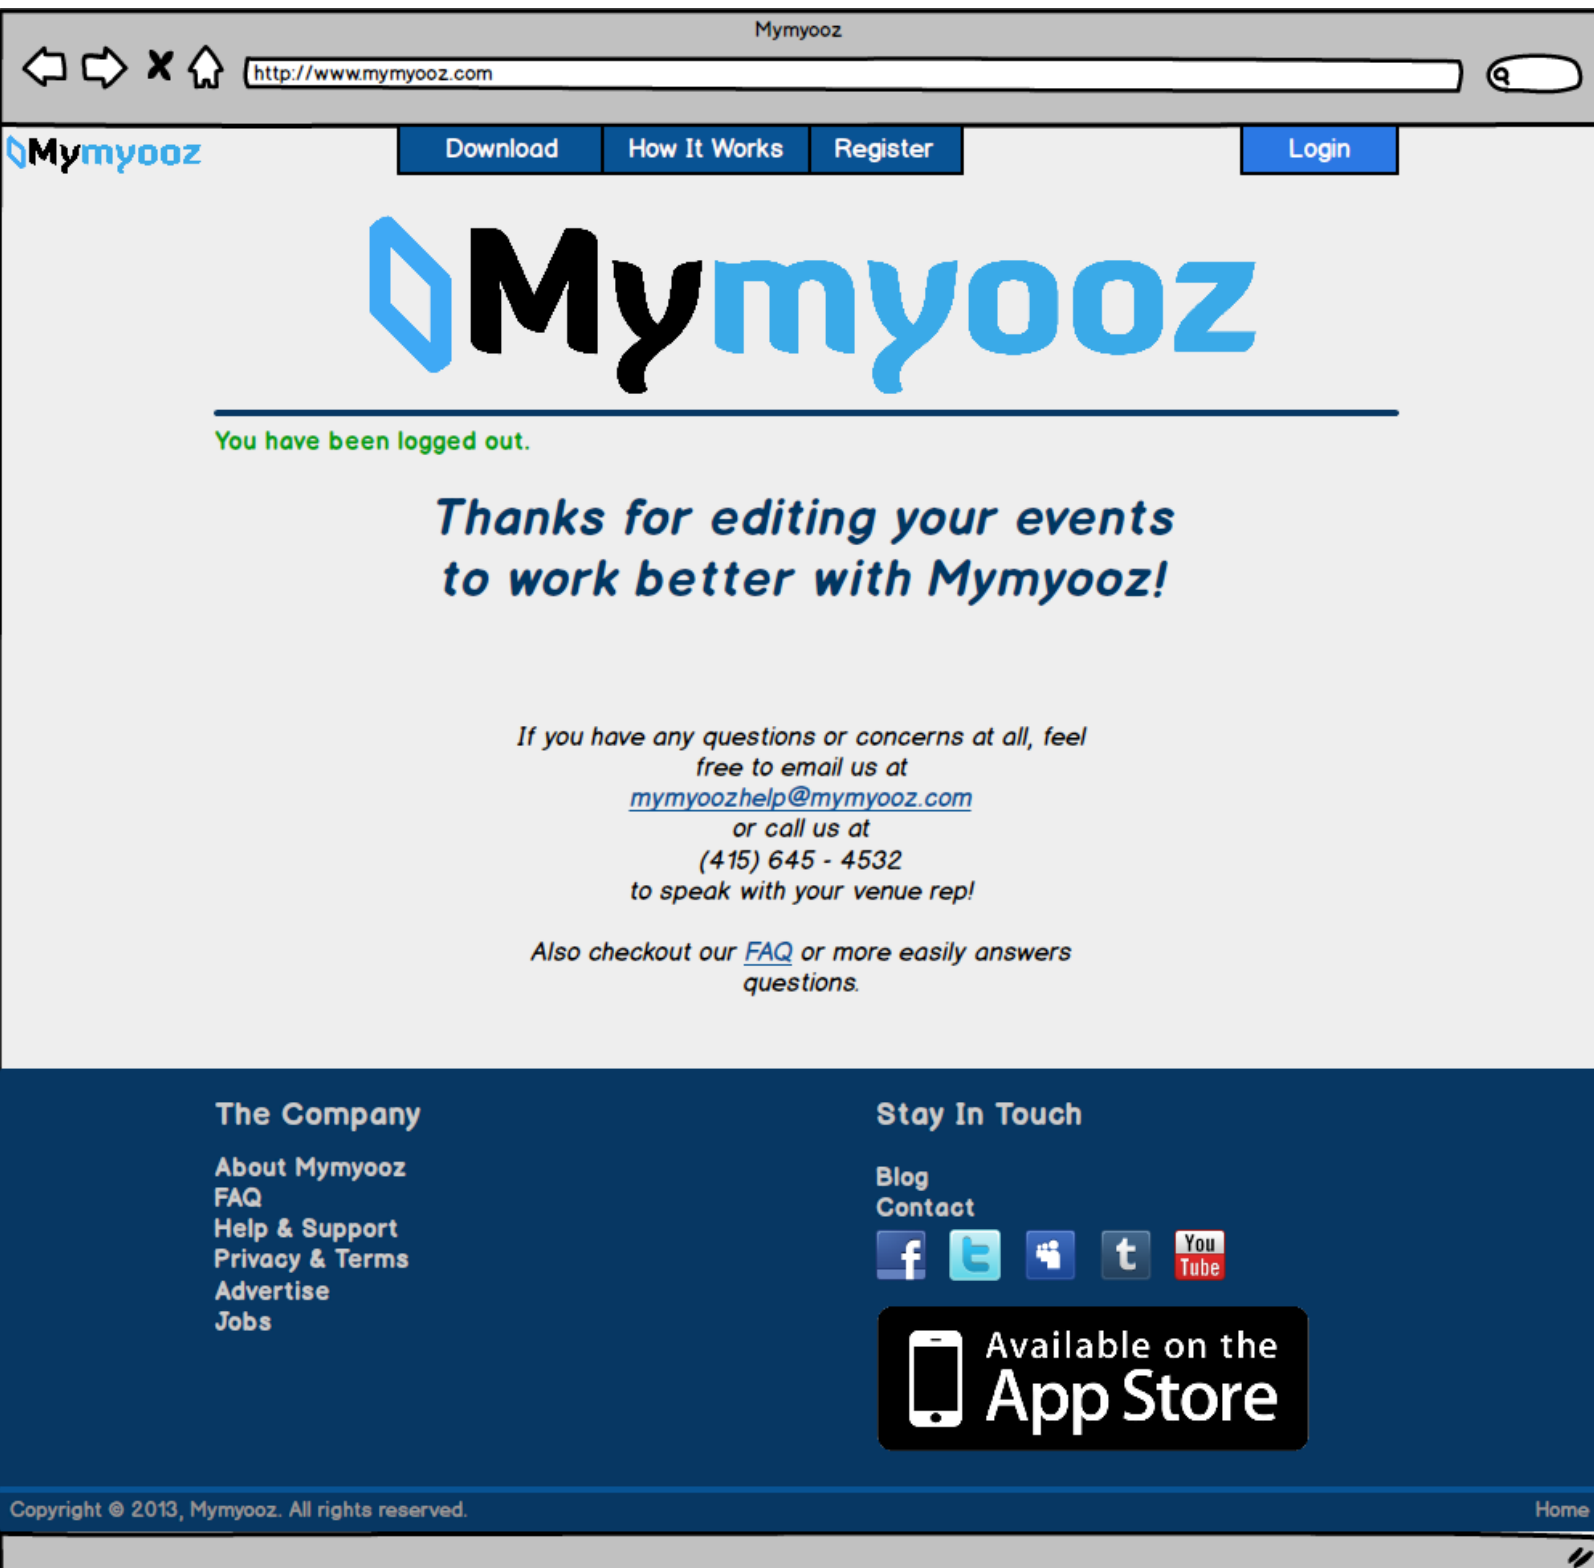 Mymyooz
http://www.mymyooz.com
Mymyooz
Download How It Works Register Login
Mymyooz
You have been logged out.
Thanks for editing your events
to work better with Mymyooz!
If you have any questions or concerns at all, feel
free to email us at
mymyoozhelp@mymyooz.com
or call us at
(415) 645 - 4532
to speak with your venue rep!
Also checkout our FAQ or more easily answers
questions.
The Company
About Mymyooz
FAQ
Help & Support
Privacy & Terms
Advertise
Jobs
Stay In Touch
Blog
Contact
f t t You
Tube
Available on the
App Store
Copyright © 2013, Mymyooz. All rights reserved.
Home